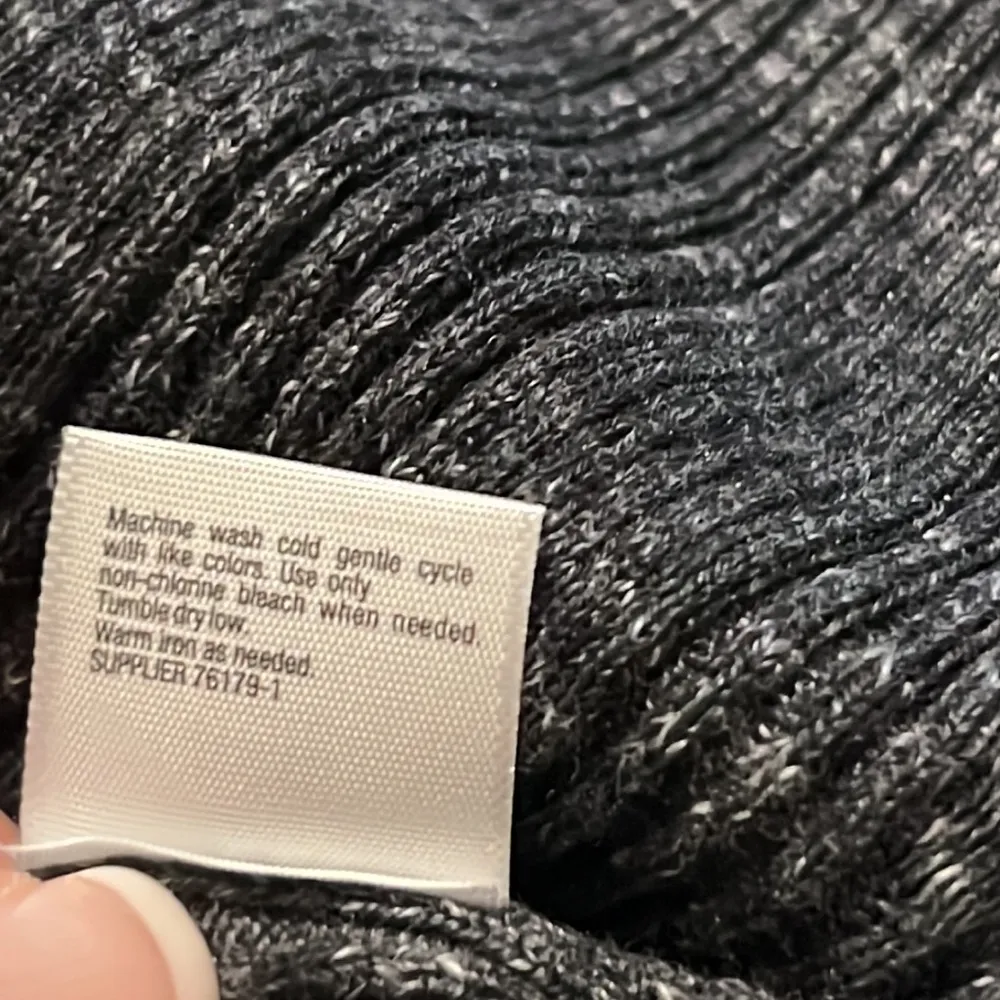 Machine wash cold gentle cycle
with like colors. Use only
non-chlorine bleach when needed.
Tumble dry low.
Warm iron as needed.
SUPPLIER 76179-1